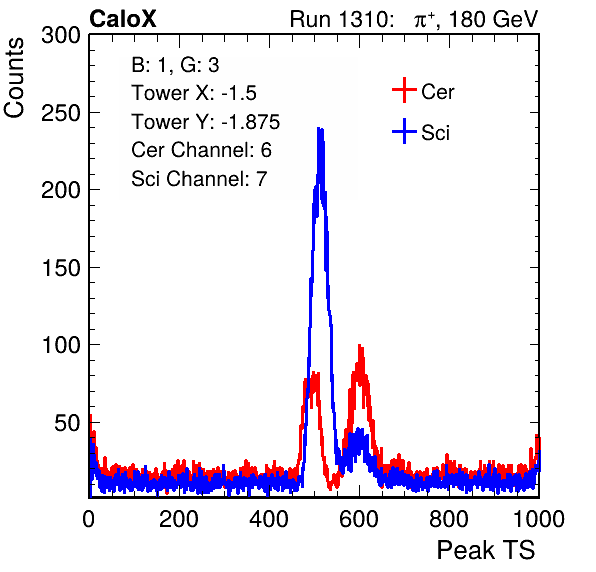 CaloX Run 1310: π⁺, 180 GeV
Counts
B: 1, G: 3
Tower X: -1.5
Tower Y: -1.875
Cer Channel: 6
Sci Channel: 7
Cer
Sci
300
250
200
150
100
50
0 200 400 600 800 1000
Peak TS